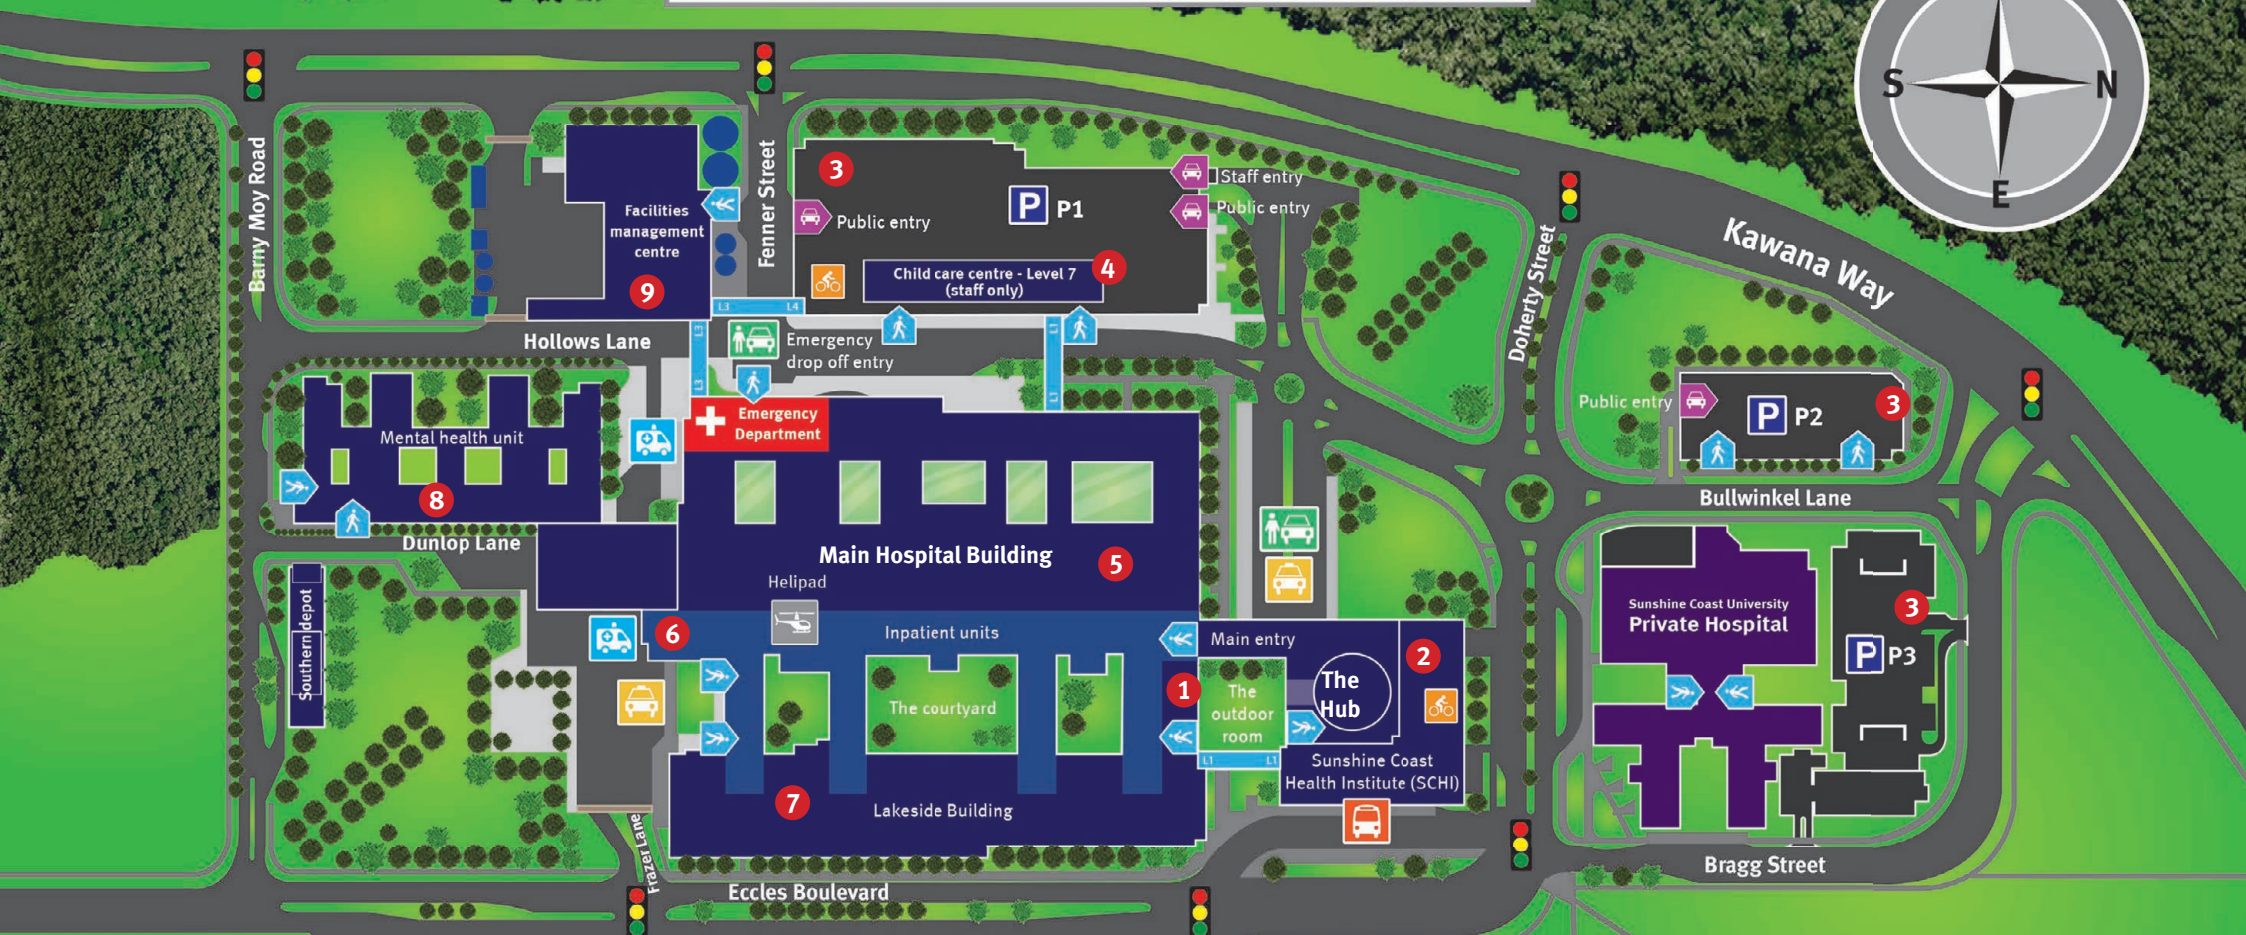 S
N
E
Barny Moy Road
Fenner Street
Doherty Street
Kawana Way
3
Staff entry
Public entry
Public entry
P P1
Facilities
management
centre
9
Child care centre - Level 7
(staff only)
4
L3
L4
L3
L3
L1
L1
Hollows Lane
Emergency
drop off entry
Public entry
P P2
3
Emergency
Department
Mental health unit
8
Bullwinkel Lane
Dunlop Lane
Main Hospital Building
5
Helipad
Southern depot
6
Inpatient units
Main entry
2
Sunshine Coast University
Private Hospital
3
P P3
1
The
Hub
The
outdoor
room
The courtyard
L1
L1
Sunshine Coast
Health Institute (SCHI)
7
Lakeside Building
Frazer Lane
Eccles Boulevard
Bragg Street